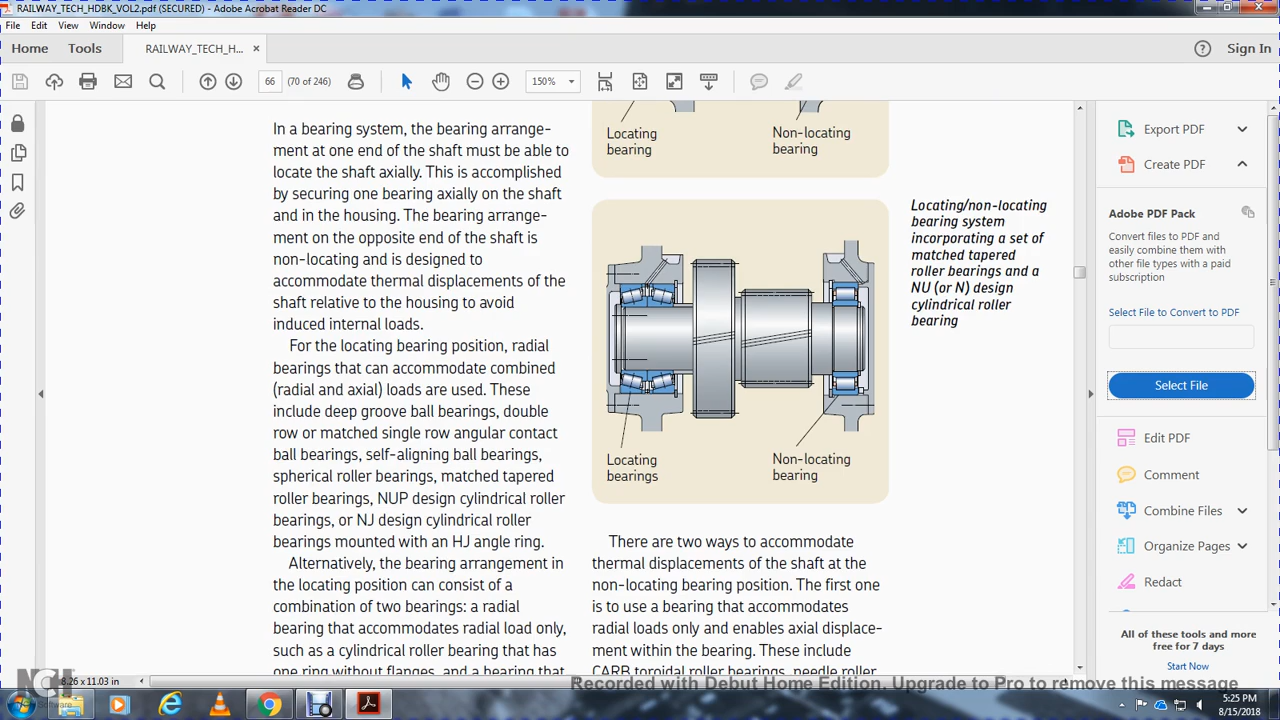 RAILWAY_TECH_HDBK_VOL2.pdf (SECURED) - Adobe Acrobat Reader DC
File Edit View Window Help
Home Tools RAILWAY_TECH_H... × Sign In
66 (70 of 246) 150%
In a bearing system, the bearing arrange-
ment at one end of the shaft must be able to
locate the shaft axially. This is accomplished
by securing one bearing axially on the shaft
and in the housing. The bearing arrange-
ment on the opposite end of the shaft is
non-locating and is designed to
accommodate thermal displacements of the
shaft relative to the housing to avoid
induced internal loads.
For the locating bearing position, radial
bearings that can accommodate combined
(radial and axial) loads are used. These
include deep groove ball bearings, double
row or matched single row angular contact
ball bearings, self-aligning ball bearings,
spherical roller bearings, matched tapered
roller bearings, NUP design cylindrical roller
bearings, or NJ design cylindrical roller
bearings mounted with an HJ angle ring.
Alternatively, the bearing arrangement in
the locating position can consist of a
combination of two bearings: a radial
bearing that accommodates radial load only,
such as a cylindrical roller bearing that has
one ring without flanges, and a bearing that
Locating
bearing
Non-locating
bearing
Locating
bearings
Non-locating
bearing
Locating/non-locating
bearing system
incorporating a set of
matched tapered
roller bearings and a
NU (or N) design
cylindrical roller
bearing
There are two ways to accommodate
thermal displacements of the shaft at the
non-locating bearing position. The first one
is to use a bearing that accommodates
radial loads only and enables axial displace-
ment within the bearing. These include
CARB toroidal roller bearings, needle roller
Export PDF
Create PDF
Adobe PDF Pack
Convert files to PDF and
easily combine them with
other file types with a paid
subscription
Select File to Convert to PDF
Select File
Edit PDF
Comment
Combine Files
Organize Pages
Redact
All of these tools and more
free for 7 days
Start Now
8.26 x 11.03 in
NCH
Software
Recorded with Debut Home Edition. Upgrade to Pro to remove this message
5:25 PM
8/15/2018